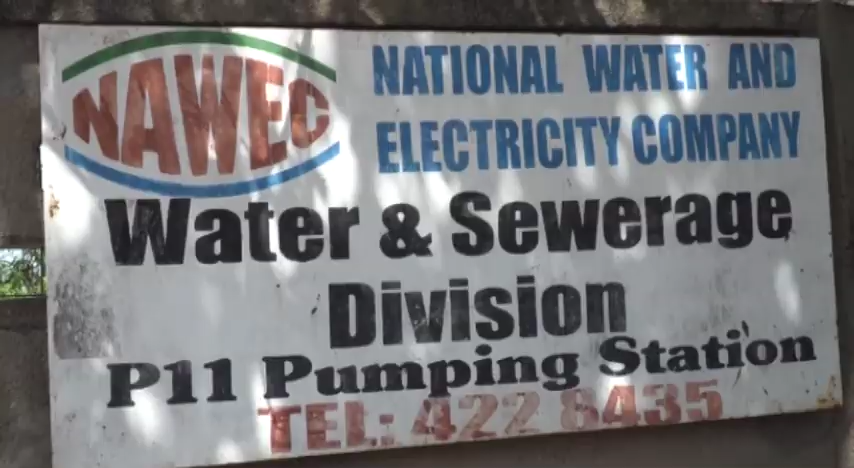 NAWEC
NATIONAL WATER AND
ELECTRICITY COMPANY
Water & Sewerage
Division
P11 Pumping Station
TEL: 422 8435